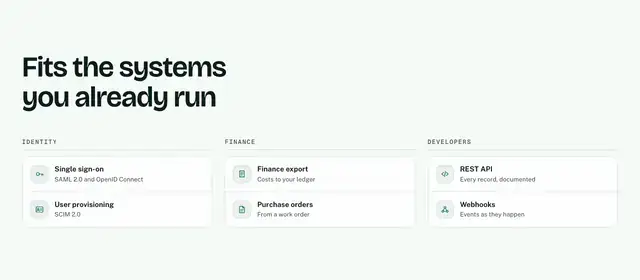 Fits the systems
you already run
IDENTITY
Single sign-on
SAML 2.0 and OpenID Connect
User provisioning
SCIM 2.0
FINANCE
Finance export
Costs to your ledger
Purchase orders
From a work order
DEVELOPERS
REST API
Every record, documented
Webhooks
Events as they happen